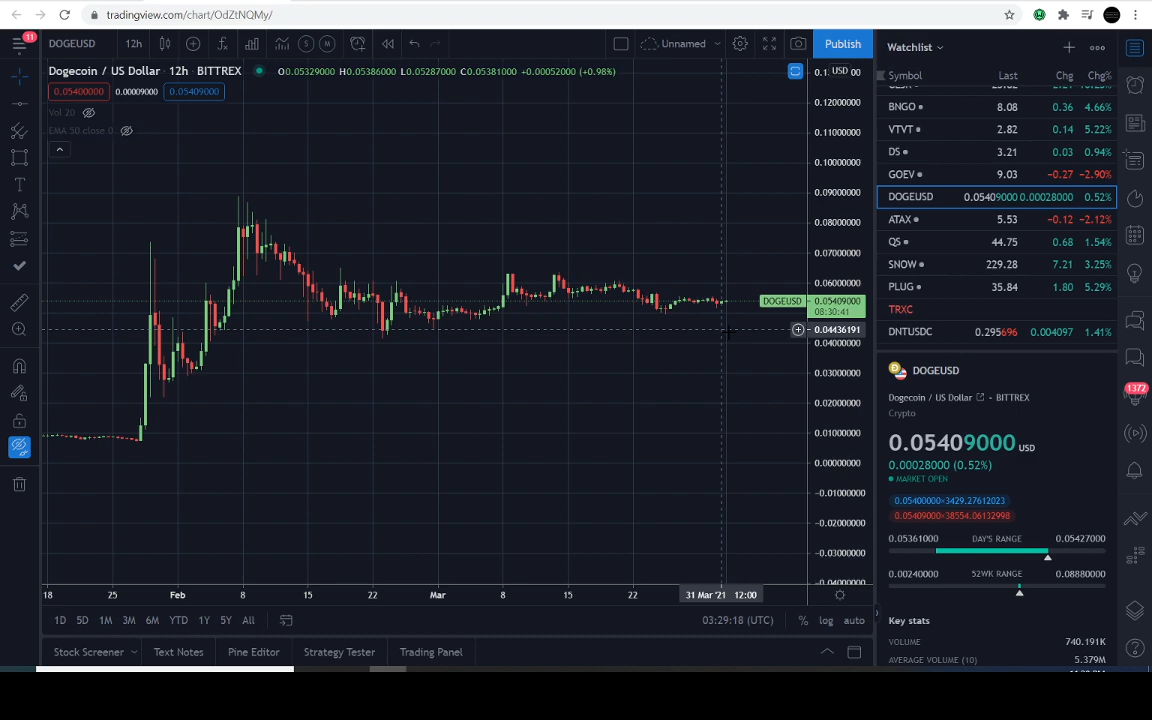 tradingview.com/chart/OdZtNQMy/
11
DOGEUSD 12h Unnamed Publish
Dogecoin / US Dollar · 12h · BITTREX O0.05329000 H0.05386000 L0.05287000 C0.05381000 +0.00052000 (+0.98%)
0.05400000 0.0009000 0.05409000
Vol 20
EMA 50 close 0
USD
0.12000000
0.11000000
0.10000000
0.09000000
0.08000000
0.07000000
0.06000000
DOGEUSD 0.05409000
08:30:41
0.04436191
0.04000000
0.03000000
0.02000000
0.01000000
0.00000000
−0.01000000
−0.02000000
−0.03000000
−0.04000000
18 25 Feb 8 15 22 Mar 8 15 22 31 Mar '21 12:00
1D 5D 1M 3M 6M YTD 1Y 5Y All 03:29:18 (UTC) % log auto
Stock Screener Text Notes Pine Editor Strategy Tester Trading Panel
Watchlist
Symbol Last Chg Chg%
BNGO 8.08 0.36 4.66%
VTVT 2.82 0.14 5.22%
DS 3.21 0.03 0.94%
GOEV 9.03 −0.27 −2.90%
DOGEUSD 0.05409000 0.00028000 0.52%
ATAX 5.53 −0.12 −2.12%
QS 44.75 0.68 1.54%
SNOW 229.28 7.21 3.25%
PLUG 35.84 1.80 5.29%
TRXC
DNTUSDC 0.295696 0.004097 1.41%
DOGEUSD
Dogecoin / US Dollar · BITTREX
Crypto
0.05409000 USD
0.00028000 (0.52%)
MARKET OPEN
0.05400000×3429.27612023
0.05409000×38554.06132998
0.05361000 DAY'S RANGE 0.05427000
0.00240000 52WK RANGE 0.08880000
Key stats
VOLUME 740.191K
AVERAGE VOLUME (10) 5.379M
1372